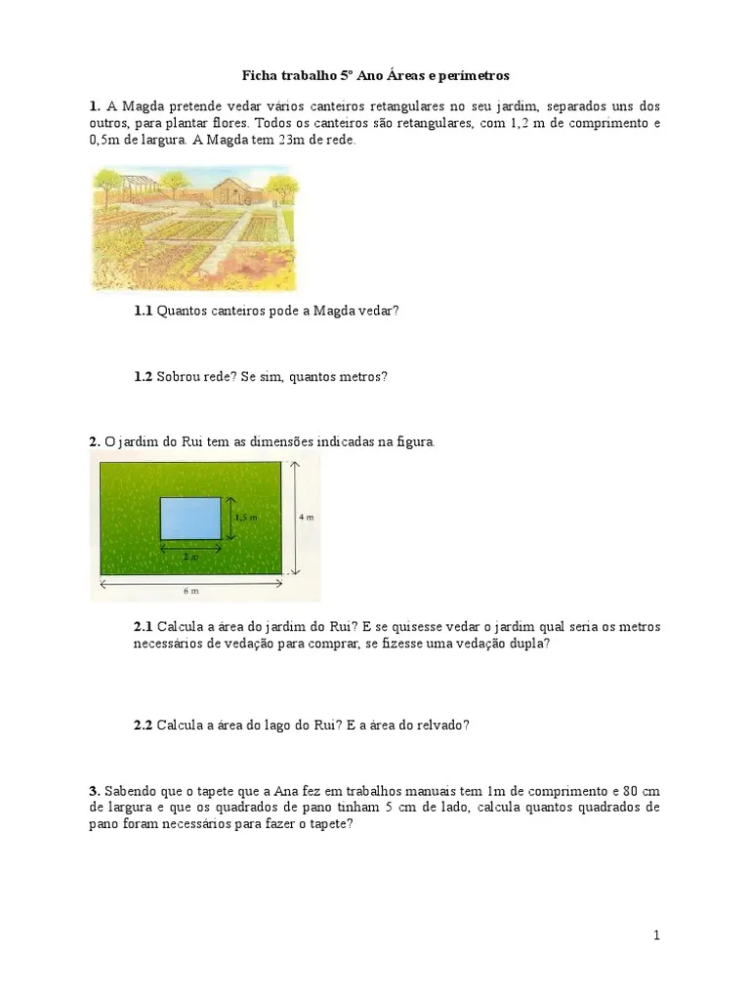 Ficha trabalho 5º Ano Áreas e perímetros
1. A Magda pretende vedar vários canteiros retangulares no seu jardim, separados uns dos
outros, para plantar flores. Todos os canteiros são retangulares, com 1,2 m de comprimento e
0,5m de largura. A Magda tem 23m de rede.
1.1 Quantos canteiros pode a Magda vedar?
1.2 Sobrou rede? Se sim, quantos metros?
2. O jardim do Rui tem as dimensões indicadas na figura.
1,5 m
4 m
2 m
6 m
2.1 Calcula a área do jardim do Rui? E se quisesse vedar o jardim qual seria os metros
necessários de vedação para comprar, se fizesse uma vedação dupla?
2.2 Calcula a área do lago do Rui? E a área do relvado?
3. Sabendo que o tapete que a Ana fez em trabalhos manuais tem 1m de comprimento e 80 cm
de largura e que os quadrados de pano tinham 5 cm de lado, calcula quantos quadrados de
pano foram necessários para fazer o tapete?
1